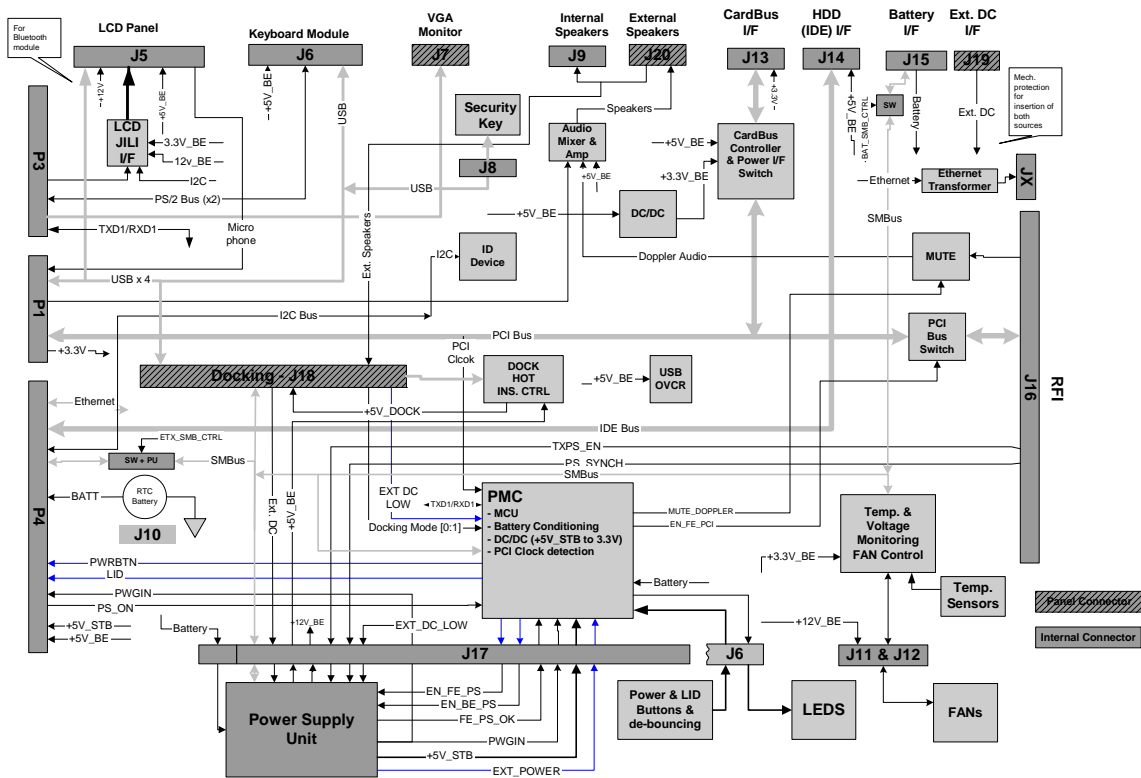 For
Bluetooth
module
LCD Panel
J5
Keyboard Module
J6
VGA
Monitor
J7
Internal
Speakers
J9
External
Speakers
J20
CardBus
I/F
J13
HDD
(IDE) I/F
J14
Battery
I/F
J15
Ext. DC
I/F
J19
Mech.
protection
for
insertion of
both
sources
+12V
+5V_BE
+5V_BE
USB
LCD
JILI
I/F
3.3V_BE
12v_BE
I2C
PS/2 Bus (x2)
TXD1/RXD1
P3
Micro
phone
Security
Key
J8
USB
Speakers
Audio
Mixer &
Amp
+5V_BE
+3.3V
+5V_BE
+3.3V_BE
CardBus
Controller
& Power I/F
Switch
+5V_BE
DC/DC
+5V_BE
BAT_SMB_CTRL
SW
Battery
Ext. DC
Ethernet
Ethernet
Transformer
JX
SMBus
P1
USB x 4
I2C Bus
I2C
ID
Device
Ext. Speakers
Doppler Audio
MUTE
PCI Bus
PCI
Bus
Switch
+3.3V
PCI
Clcok
J16
RFI
Docking - J18
DOCK
HOT
INS. CTRL
+5V_BE
USB
OVCR
+5V_DOCK
Ethernet
IDE Bus
ETX_SMB_CTRL
SW + PU
SMBus
TXPS_EN
PS_SYNCH
SMBus
P4
BATT
RTC
Battery
J10
Ext. DC
+5V_BE
EXT DC
LOW
TXD1/RXD1
Docking Mode [0:1]
PMC
- MCU
- Battery Conditioning
- DC/DC (+5V_STB to 3.3V)
- PCI Clock detection
MUTE_DOPPLER
EN_FE_PCI
Temp. &
Voltage
Monitoring
FAN Control
+3.3V_BE
Temp.
Sensors
PWRBTN
LID
PWGIN
PS_ON
+5V_STB
+5V_BE
Battery
Battery
+12V_BE
EXT_DC_LOW
+12V_BE
Panel Connector
Internal Connector
J17
J6
J11 & J12
Power Supply
Unit
EN_FE_PS
EN_BE_PS
FE_PS_OK
PWGIN
+5V_STB
EXT_POWER
Power & LID
Buttons &
de-bouncing
LEDS
FANs